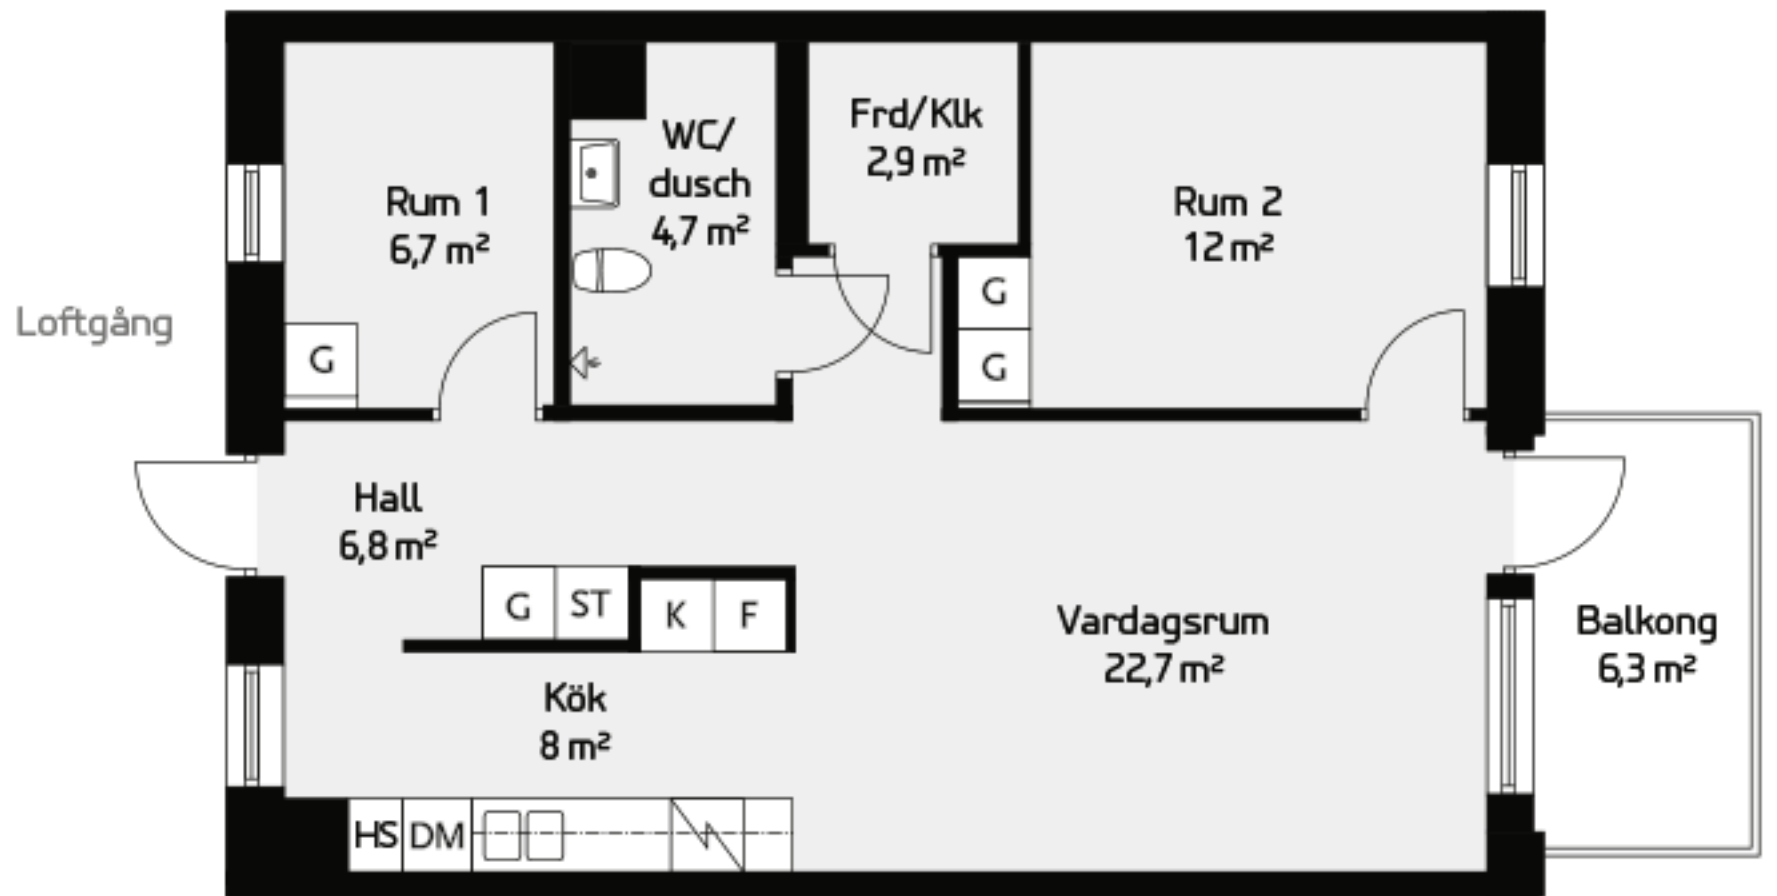 Rum 1
6,7 m²
WC/
dusch
4,7 m²
Frd/Klk
2,9 m²
Rum 2
12 m²
Loftgång
G
G
G
Hall
6,8 m²
G
ST
K
F
Vardagsrum
22,7 m²
Balkong
6,3 m²
Kök
8 m²
HS
DM